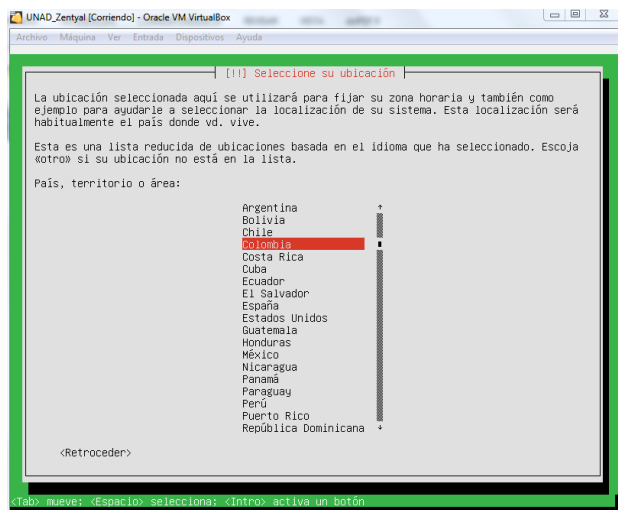 UNAD_Zentyal [Corriendo] - Oracle VM VirtualBox
Archivo Máquina Ver Entrada Dispositivos Ayuda
[!!] Seleccione su ubicación
La ubicación seleccionada aquí se utilizará para fijar su zona horaria y también como
ejemplo para ayudarle a seleccionar la localización de su sistema. Esta localización será
habitualmente el país donde vd. vive.
Esta es una lista reducida de ubicaciones basada en el idioma que ha seleccionado. Escoja
«otro» si su ubicación no está en la lista.
País, territorio o área:
Argentina
Bolivia
Chile
Colombia
Costa Rica
Cuba
Ecuador
El Salvador
España
Estados Unidos
Guatemala
Honduras
México
Nicaragua
Panamá
Paraguay
Perú
Puerto Rico
República Dominicana
<Retroceder>
<Tab> mueve; <Espacio> selecciona; <Intro> activa un botón